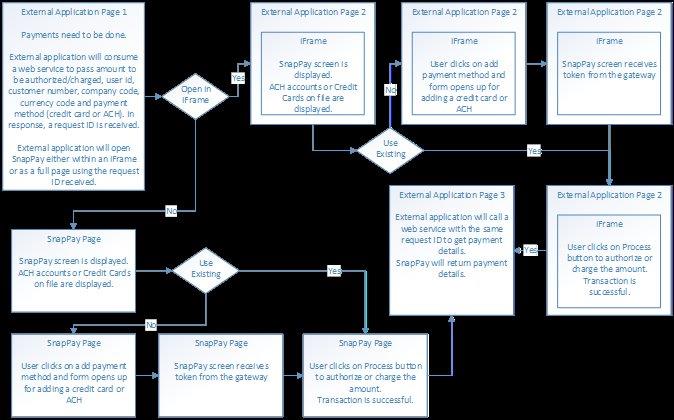 External Application Page 1
Payments need to be done.
External application will consume
a web service to pass amount to
be authorized/charged, user id,
customer number, company code,
currency code and payment
method (credit card or ACH). In
response, a request ID is received.
External application will open
SnapPay either within an iFrame
or as a full page using the request
ID received.
Open in
iFrame
Yes
No
External Application Page 2
iFrame
SnapPay screen is
displayed.
ACH accounts or Credit
Cards on file are
displayed.
Use
Existing
No
Yes
External Application Page 2
iFrame
User clicks on add
payment method and
form opens up for
adding a credit card or
ACH
External Application Page 2
iFrame
SnapPay screen receives
token from the gateway
External Application Page 2
iFrame
User clicks on Process
button to authorize or
charge the amount.
Transaction is
successful.
Yes
External Application Page 3
External application will call a
web service with the same
request ID to get payment
details.
SnapPay will return payment
details.
SnapPay Page
SnapPay screen is displayed.
ACH accounts or Credit Cards
on file are displayed.
Use
Existing
Yes
No
SnapPay Page
User clicks on add payment
method and form opens up
for adding a credit card or
ACH
SnapPay Page
SnapPay screen receives
token from the gateway
SnapPay Page
User clicks on Process button
to authorize or charge the
amount.
Transaction is successful.